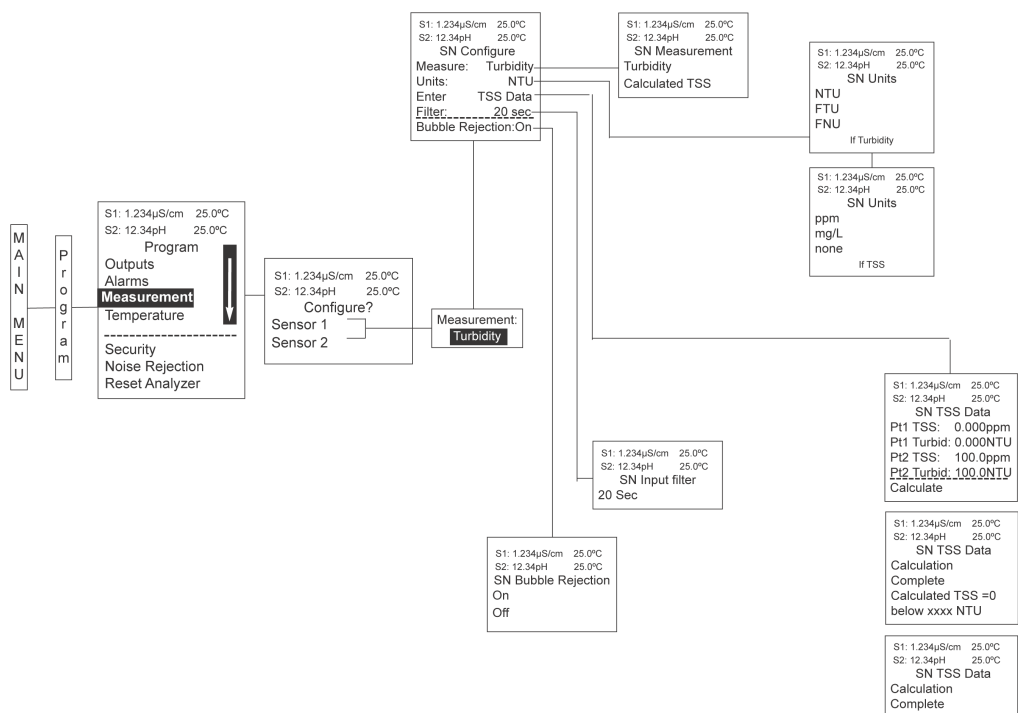 MAIN MENU
Program
S1: 1.234µS/cm 25.0ºC
S2: 12.34pH 25.0ºC
Program
Outputs
Alarms
Measurement
Temperature
Security
Noise Rejection
Reset Analyzer
S1: 1.234µS/cm 25.0ºC
S2: 12.34pH 25.0ºC
Configure?
Sensor 1
Sensor 2
Measurement:
Turbidity
S1: 1.234µS/cm 25.0ºC
S2: 12.34pH 25.0ºC
SN Configure
Measure: Turbidity
Units: NTU
Enter TSS Data
Filter: 20 sec
Bubble Rejection:On
S1: 1.234µS/cm 25.0ºC
S2: 12.34pH 25.0ºC
SN Measurement
Turbidity
Calculated TSS
S1: 1.234µS/cm 25.0ºC
S2: 12.34pH 25.0ºC
SN Units
NTU
FTU
FNU
If Turbidity
S1: 1.234µS/cm 25.0ºC
S2: 12.34pH 25.0ºC
SN Units
ppm
mg/L
none
If TSS
S1: 1.234µS/cm 25.0ºC
S2: 12.34pH 25.0ºC
SN TSS Data
Pt1 TSS: 0.000ppm
Pt1 Turbid: 0.000NTU
Pt2 TSS: 100.0ppm
Pt2 Turbid: 100.0NTU
Calculate
S1: 1.234µS/cm 25.0ºC
S2: 12.34pH 25.0ºC
SN Input filter
20 Sec
S1: 1.234µS/cm 25.0ºC
S2: 12.34pH 25.0ºC
SN Bubble Rejection
On
Off
S1: 1.234µS/cm 25.0ºC
S2: 12.34pH 25.0ºC
SN TSS Data
Calculation
Complete
Calculated TSS =0
below xxxx NTU
S1: 1.234µS/cm 25.0ºC
S2: 12.34pH 25.0ºC
SN TSS Data
Calculation
Complete